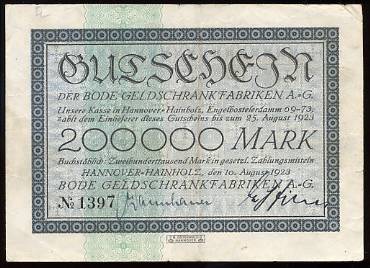 GUTSCHEIN
DER BODE GELDSCHRANKFABRIKEN A.-G.
Unsere Kasse in Hannover-Hainholz, Engelbostelerdamm 69-73,
zahlt dem Einlieferer dieses Gutscheins bis zum 25. August 1923
200000 MARK
Buchstäblich: Zweihunderttausend Mark in gesetzl. Zahlungsmitteln
HANNOVER-HAINHOLZ, den 10. August 1923
BODE GELDSCHRANKFABRIKEN A.-G.
№ 1397
HANNOVER